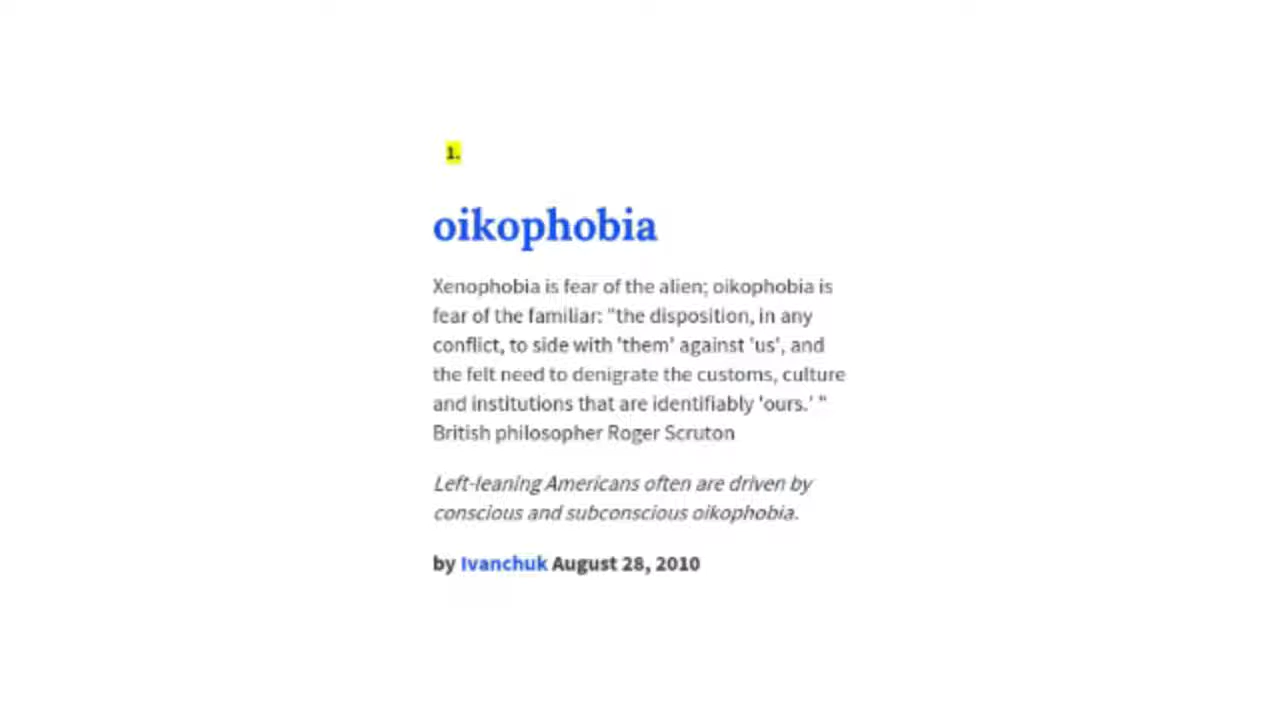 1.
oikophobia
Xenophobia is fear of the alien; oikophobia is
fear of the familiar: "the disposition, in any
conflict, to side with 'them' against 'us', and
the felt need to denigrate the customs, culture
and institutions that are identifiably 'ours.' "
British philosopher Roger Scruton
Left-leaning Americans often are driven by
conscious and subconscious oikophobia.
by Ivanchuk August 28, 2010